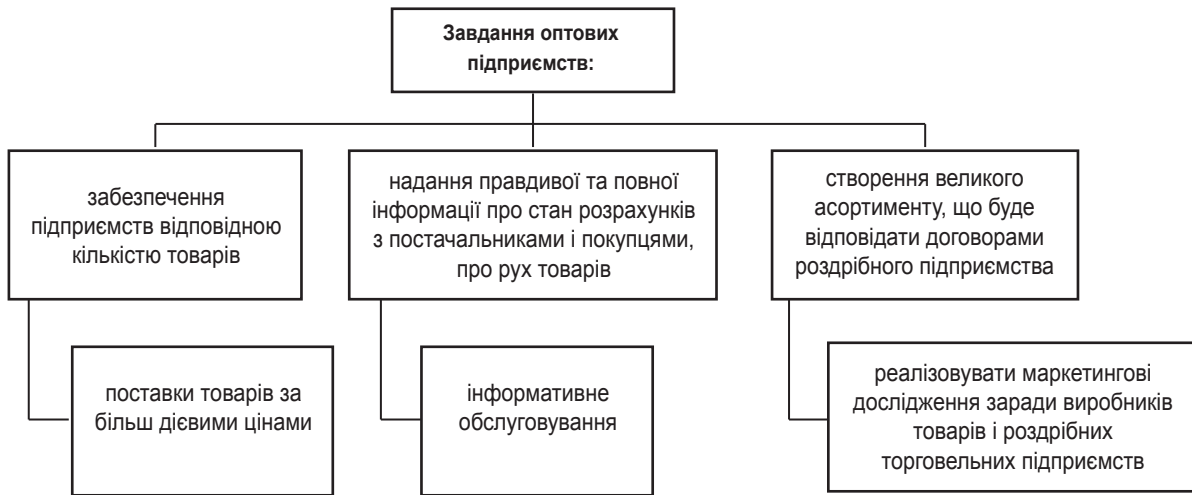 Завдання оптових
підприємств:
забезпечення
підприємств відповідною
кількістю товарів
надання правдивої та повної
інформації про стан розрахунків
з постачальниками і покупцями,
про рух товарів
створення великого
асортименту, що буде
відповідати договорами
роздрібного підприємства
поставки товарів за
більш дієвими цінами
інформативне
обслуговування
реалізовувати маркетингові
дослідження заради виробників
товарів і роздрібних
торговельних підприємств